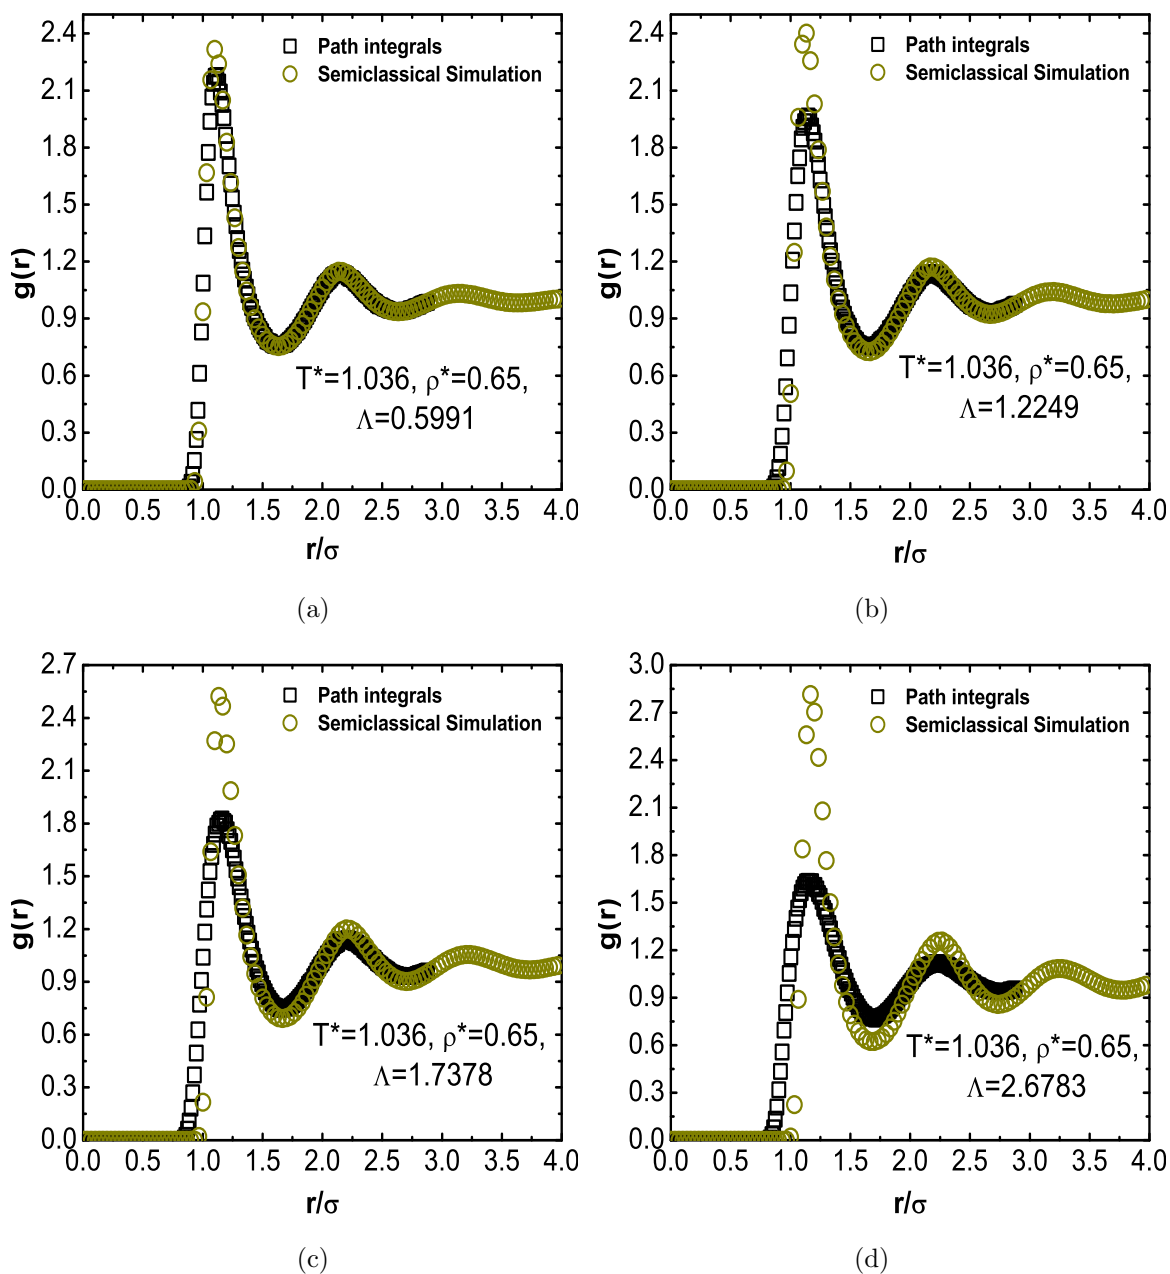 2.4
2.1
1.8
1.5
1.2
0.9
0.6
0.3
0.0
g(r)
Path integrals
Semiclassical Simulation
T*=1.036, ρ*=0.65,
Λ=0.5991
0.0 0.5 1.0 1.5 2.0 2.5 3.0 3.5 4.0
r/σ
(a)
2.4
2.1
1.8
1.5
1.2
0.9
0.6
0.3
0.0
g(r)
Path integrals
Semiclassical Simulation
T*=1.036, ρ*=0.65,
Λ=1.2249
0.0 0.5 1.0 1.5 2.0 2.5 3.0 3.5 4.0
r/σ
(b)
2.7
2.4
2.1
1.8
1.5
1.2
0.9
0.6
0.3
0.0
g(r)
Path integrals
Semiclassical Simulation
T*=1.036, ρ*=0.65,
Λ=1.7378
0.0 0.5 1.0 1.5 2.0 2.5 3.0 3.5 4.0
r/σ
(c)
3.0
2.7
2.4
2.1
1.8
1.5
1.2
0.9
0.6
0.3
0.0
g(r)
Path integrals
Semiclassical Simulation
T*=1.036, ρ*=0.65,
Λ=2.6783
0.0 0.5 1.0 1.5 2.0 2.5 3.0 3.5 4.0
r/σ
(d)